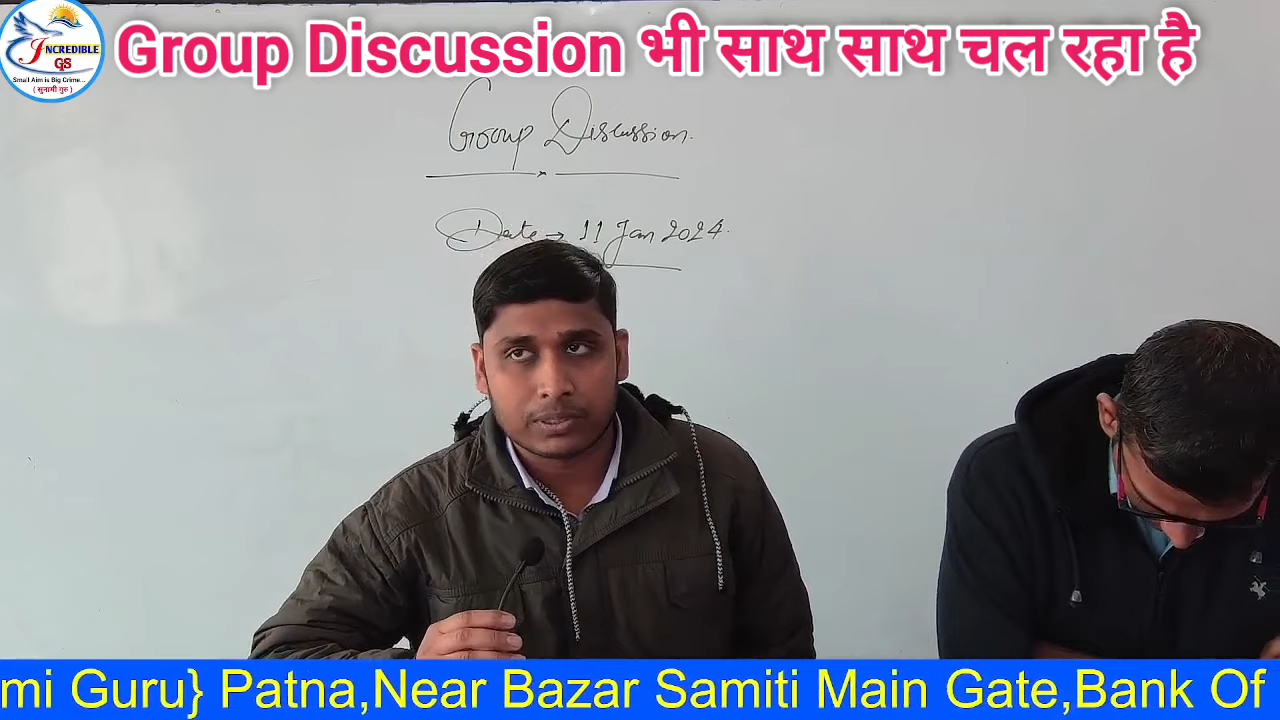 INCREDIBLE
GS
Small Aim is Big Crime...
( सुनामी गुरु )
Group Discussion भी साथ साथ चल रहा है
Group Discussion.
Date → 11 Jan 2024.
mi Guru} Patna,Near Bazar Samiti Main Gate,Bank Of